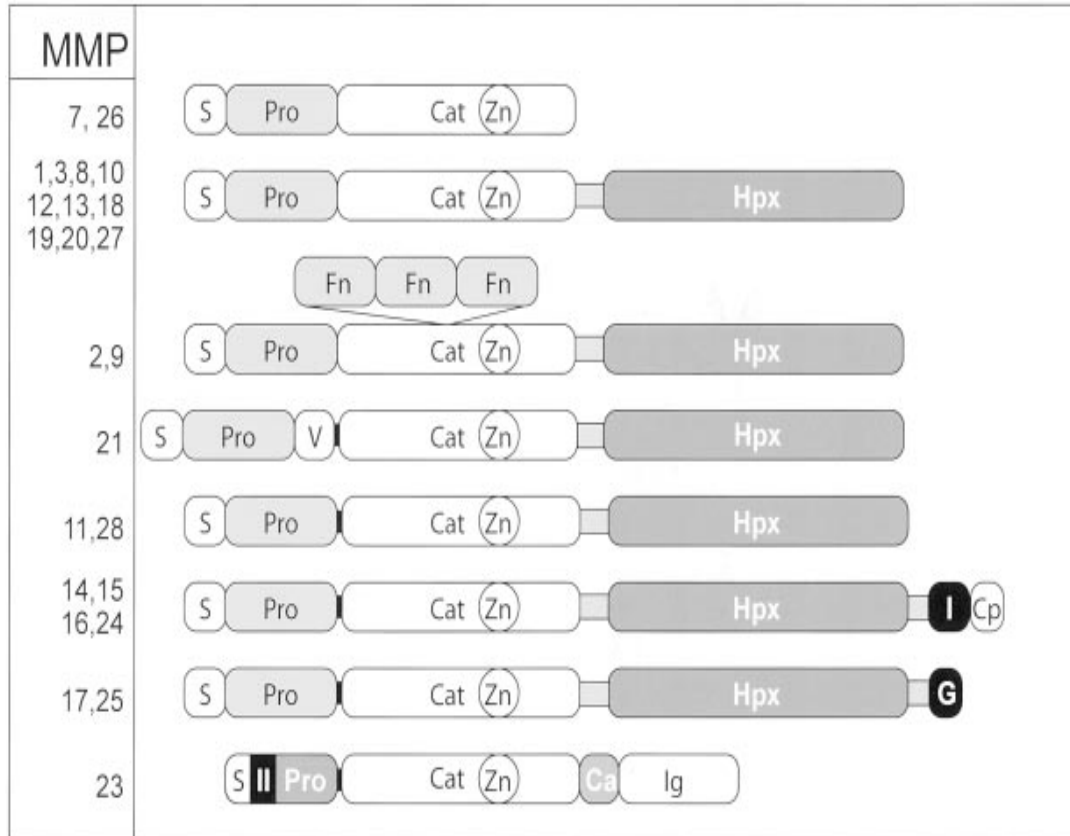 MMP
7, 26
S Pro Cat Zn
1,3,8,10
12,13,18
19,20,27
S Pro Cat Zn Hpx
Fn Fn Fn
2,9
S Pro Cat Zn Hpx
21
S Pro V Cat Zn Hpx
11,28
S Pro Cat Zn Hpx
14,15
16,24
S Pro Cat Zn Hpx I Cp
17,25
S Pro Cat Zn Hpx G
23
S II Pro Cat Zn Ca Ig